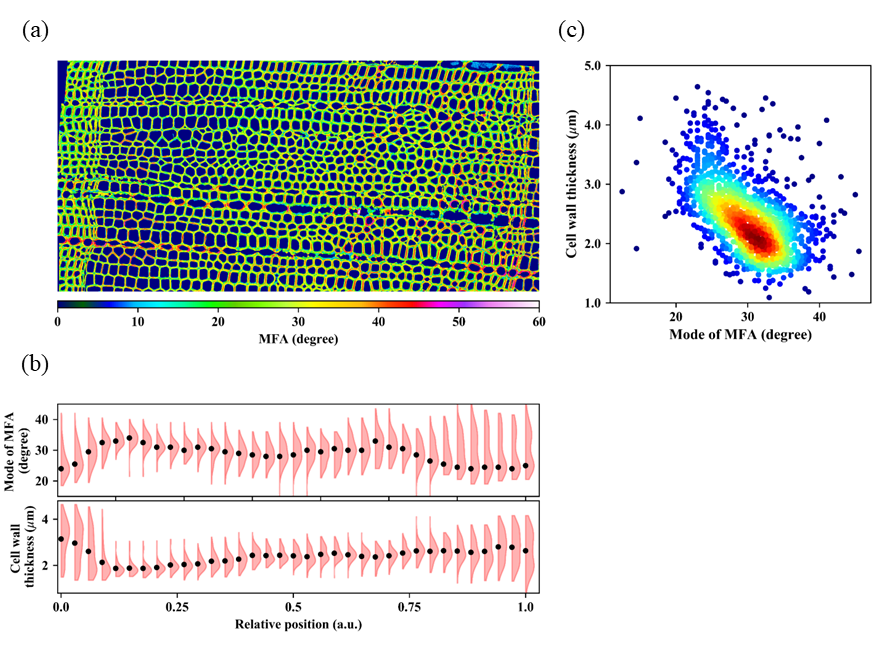 (a)
(c)
0 10 20 30 40 50 60
MFA (degree)
5.0
4.0
3.0
2.0
1.0
Cell wall thickness (μm)
20 30 40
Mode of MFA (degree)
(b)
40
30
20
Mode of MFA
(degree)
4
2
Cell wall
thickness (μm)
0.0 0.25 0.5 0.75 1.0
Relative position (a.u.)